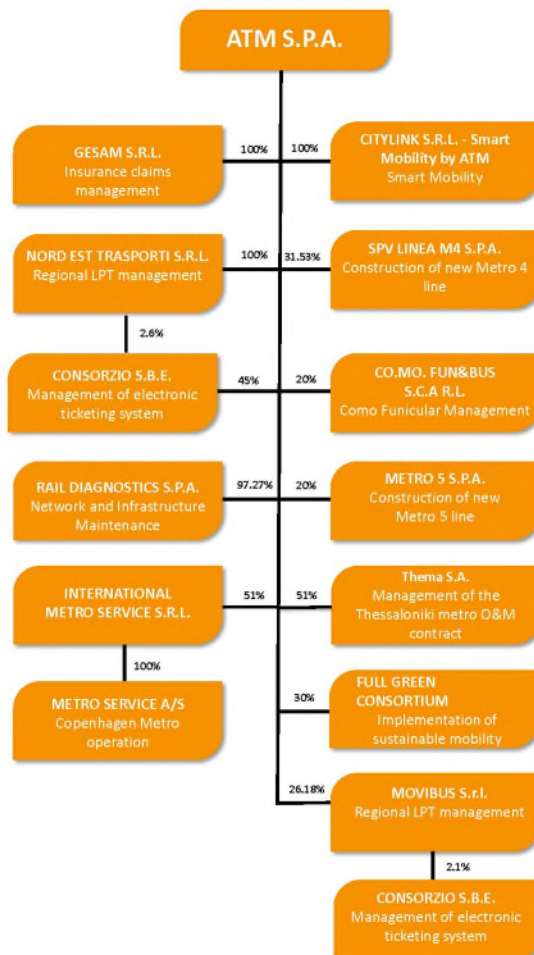 ATM S.P.A.
GESAM S.R.L.
Insurance claims
management
100%
100%
CITYLINK S.R.L. - Smart
Mobility by ATM
Smart Mobility
NORD EST TRASPORTI S.R.L.
Regional LPT management
100%
31.53%
SPV LINEA M4 S.P.A.
Construction of new Metro 4
line
2.6%
CONSORZIO S.B.E.
Management of electronic
ticketing system
45%
20%
CO.MO. FUN&BUS
S.C.A R.L.
Como Funicular Management
RAIL DIAGNOSTICS S.P.A.
Network and Infrastructure
Maintenance
97.27%
20%
METRO 5 S.P.A.
Construction of new
Metro 5 line
INTERNATIONAL
METRO SERVICE S.R.L.
51%
51%
Thema S.A.
Management of the
Thessaloniki metro O&M
contract
100%
METRO SERVICE A/S
Copenhagen Metro
operation
30%
FULL GREEN
CONSORTIUM
Implementation of
sustainable mobility
26.18%
MOVIBUS S.r.l.
Regional LPT management
2.1%
CONSORZIO S.B.E.
Management of electronic
ticketing system